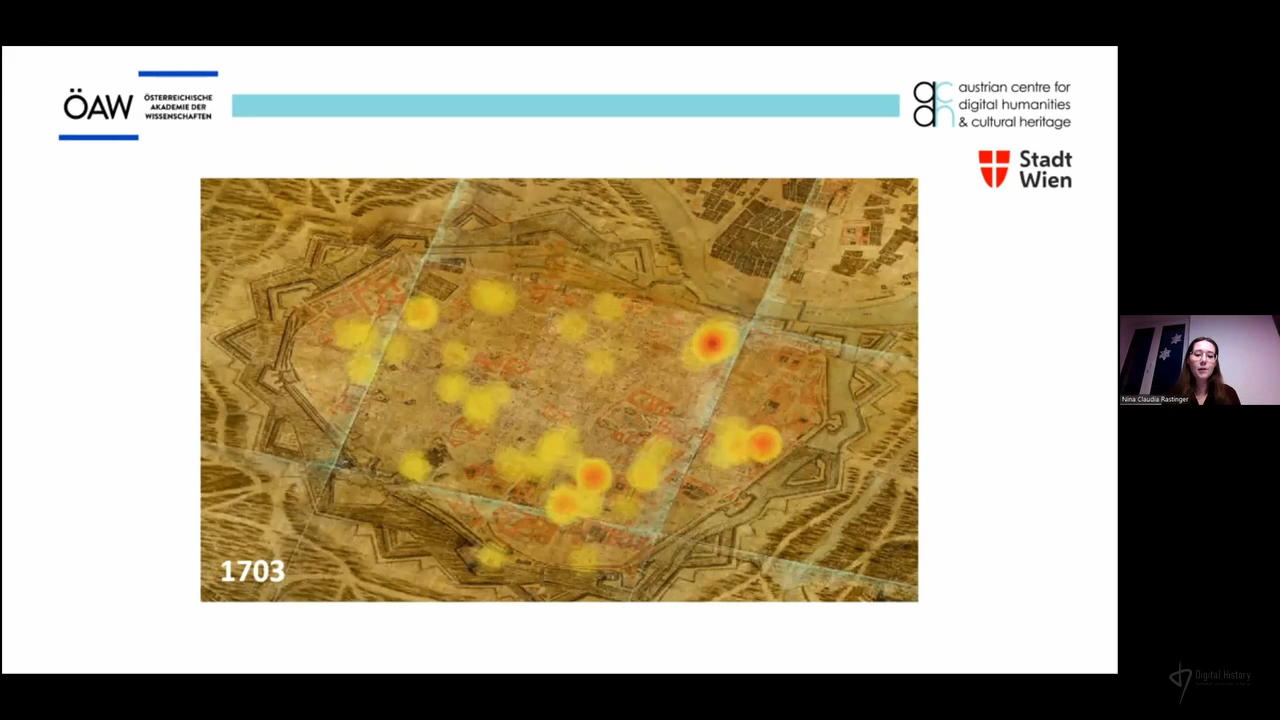 ÖAW
ÖSTERREICHISCHE
AKADEMIE DER
WISSENSCHAFTEN
austrian centre for
digital humanities
& cultural heritage
Stadt
Wien
1703
Nina Claudia Rastinger
Digital History